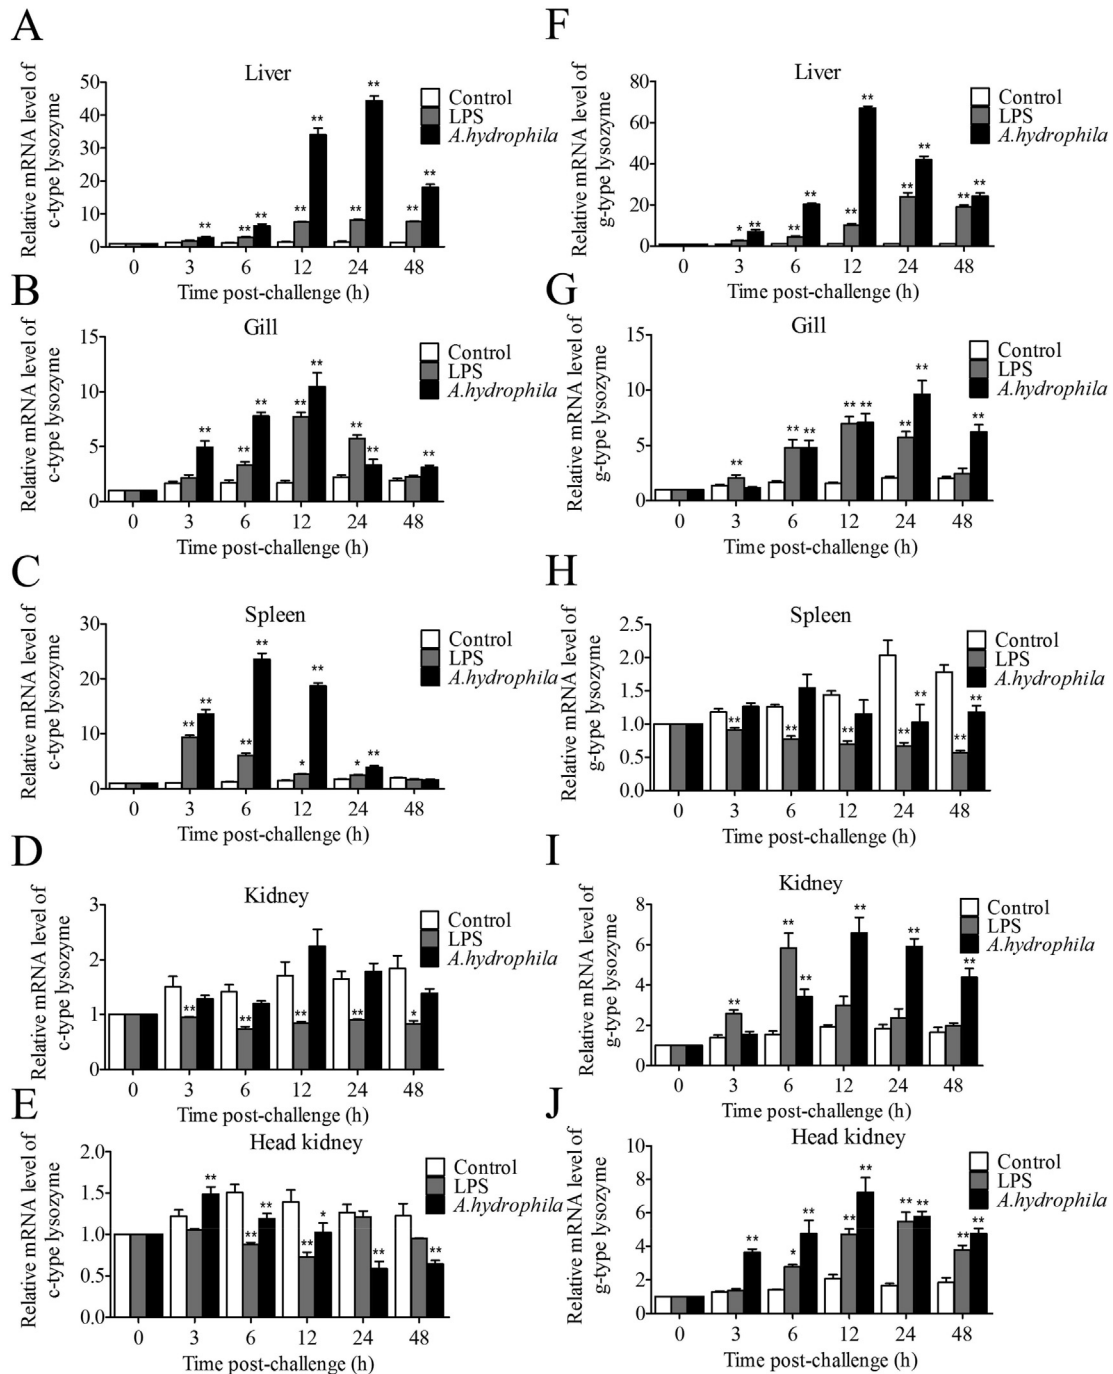 A
Liver
Relative mRNA level of
c-type lysozyme
50
40
30
20
10
0
** ** ** ** ** ** ** ** **
Control
LPS
A.hydrophila
0 3 6 12 24 48
Time post-challenge (h)
B
Gill
Relative mRNA level of
c-type lysozyme
15
10
5
0
** ** ** ** ** ** ** **
Control
LPS
A.hydrophila
0 3 6 12 24 48
Time post-challenge (h)
C
Spleen
Relative mRNA level of
c-type lysozyme
30
20
10
0
** ** ** ** * ** * **
Control
LPS
A.hydrophila
0 3 6 12 24 48
Time post-challenge (h)
D
Kidney
Relative mRNA level of
c-type lysozyme
3
2
1
0
** ** ** ** *
Control
LPS
A.hydrophila
0 3 6 12 24 48
Time post-challenge (h)
E
Head kidney
Relative mRNA level of
c-type lysozyme
2.0
1.5
1.0
0.5
0.0
** ** ** ** * ** **
Control
LPS
A.hydrophila
0 3 6 12 24 48
Time post-challenge (h)
F
Liver
Relative mRNA level of
g-type lysozyme
80
60
40
20
0
* ** ** ** ** ** ** ** ** **
Control
LPS
A.hydrophila
0 3 6 12 24 48
Time post-challenge (h)
G
Gill
Relative mRNA level of
g-type lysozyme
15
10
5
0
** ** ** ** ** ** ** **
Control
LPS
A.hydrophila
0 3 6 12 24 48
Time post-challenge (h)
H
Spleen
Relative mRNA level of
g-type lysozyme
2.5
2.0
1.5
1.0
0.5
0.0
** ** ** ** ** ** **
Control
LPS
A.hydrophila
0 3 6 12 24 48
Time post-challenge (h)
I
Kidney
Relative mRNA level of
g-type lysozyme
8
6
4
2
0
** ** ** ** ** **
Control
LPS
A.hydrophila
0 3 6 12 24 48
Time post-challenge (h)
J
Head kidney
Relative mRNA level of
g-type lysozyme
10
8
6
4
2
0
** * ** ** ** ** ** ** **
Control
LPS
A.hydrophila
0 3 6 12 24 48
Time post-challenge (h)